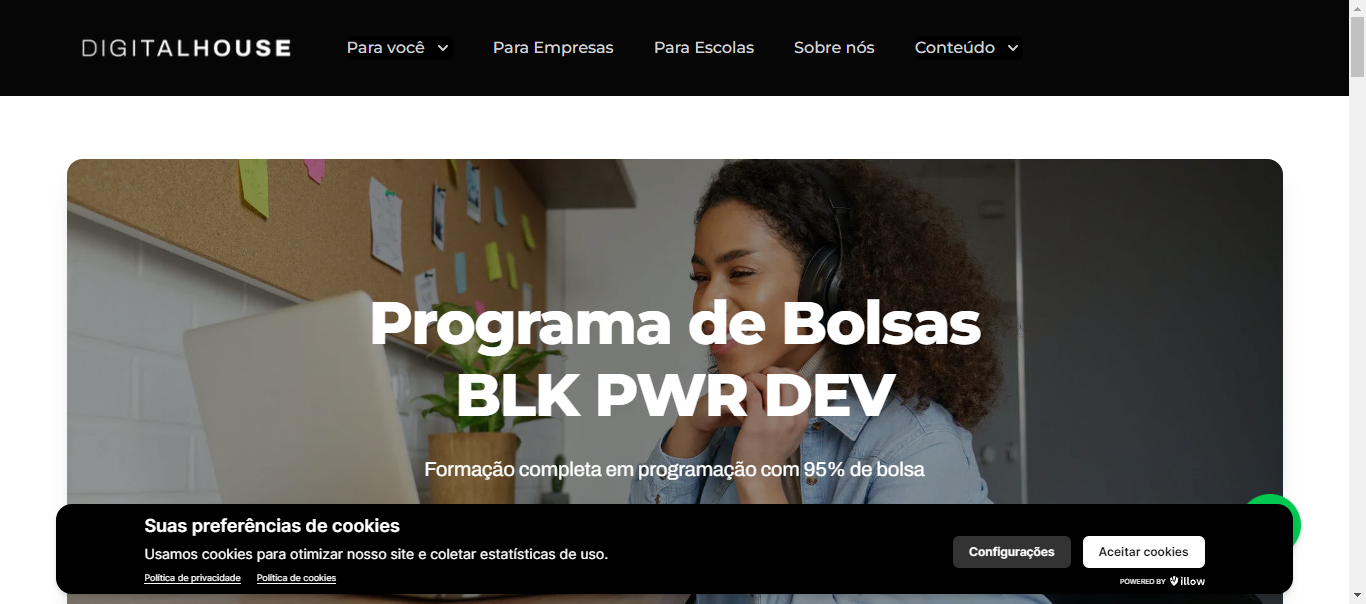 DIGITALHOUSE
Para você
Para Empresas
Para Escolas
Sobre nós
Conteúdo
Programa de Bolsas
BLK PWR DEV
Formação completa em programação com 95% de bolsa
Suas preferências de cookies
Usamos cookies para otimizar nosso site e coletar estatísticas de uso.
Política de privacidade
Política de cookies
Configurações
Aceitar cookies
POWERED BY illow